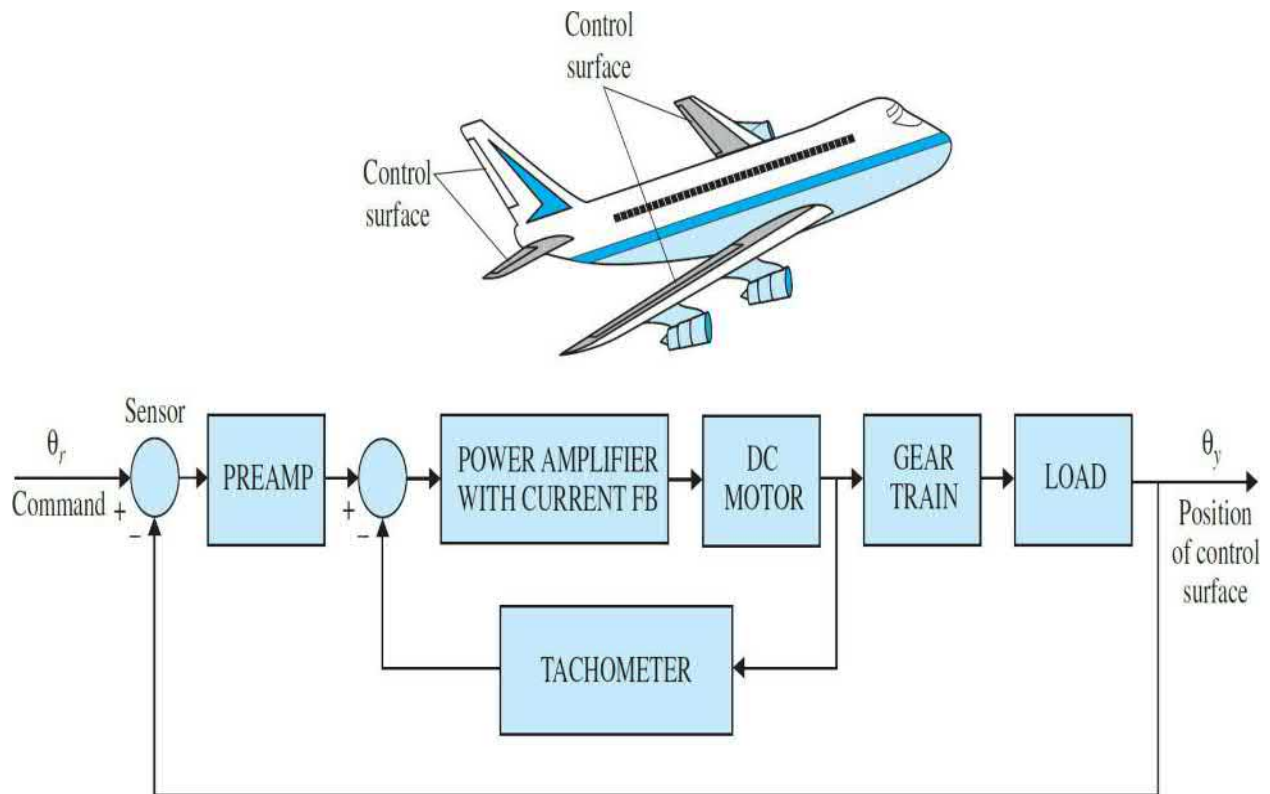 Control
surface
Control
surface
Sensor
θr
Command
+
−
PREAMP
+
−
POWER AMPLIFIER
WITH CURRENT FB
DC
MOTOR
GEAR
TRAIN
LOAD
θy
Position
of control
surface
TACHOMETER